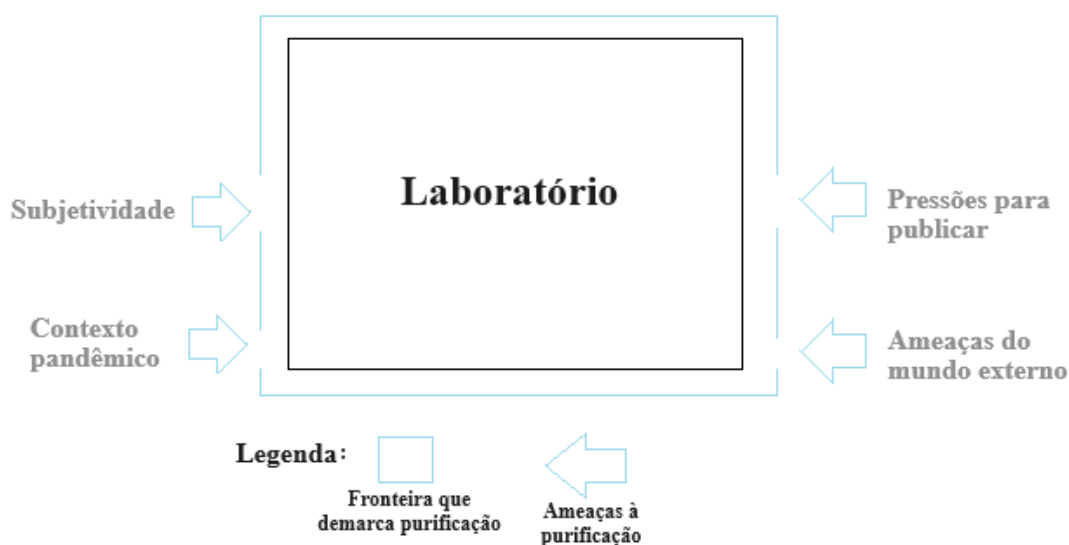 Laboratório
Subjetividade
Pressões para
publicar
Contexto
pandêmico
Ameaças do
mundo externo
Legenda:
Fronteira que
demarca purificação
Ameaças à
purificação